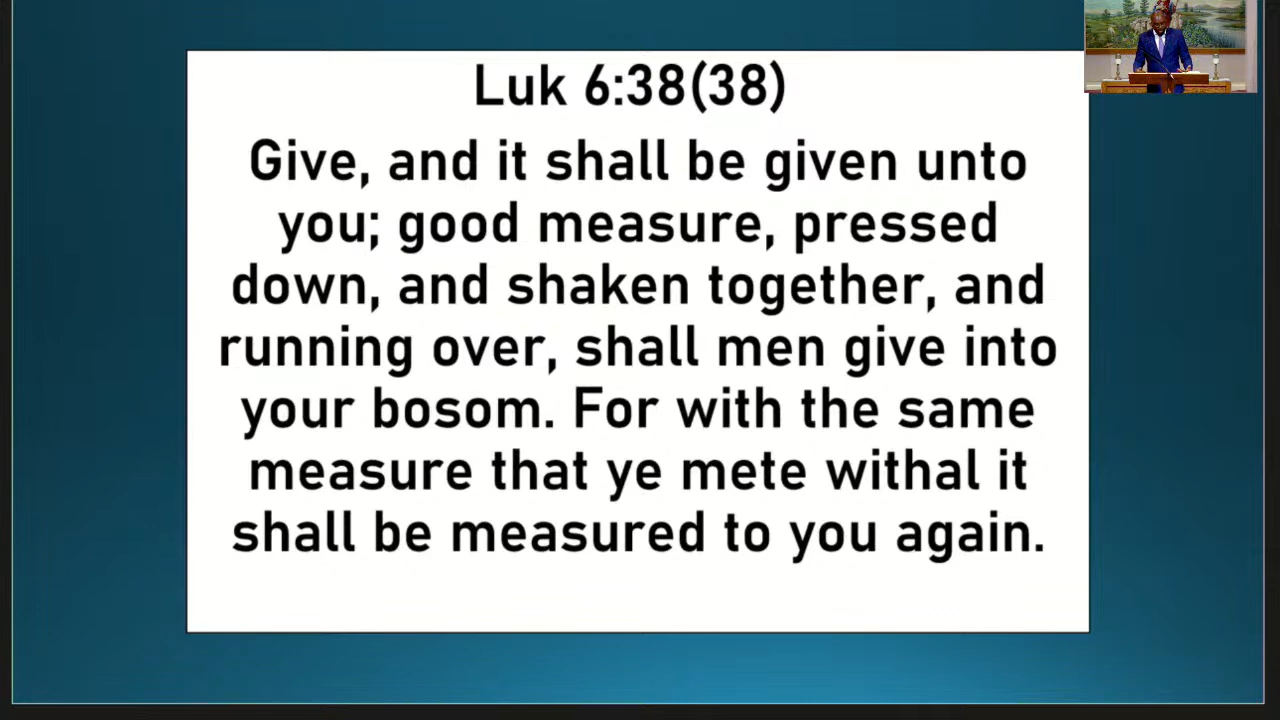 Luk 6:38(38)
Give, and it shall be given unto
you; good measure, pressed
down, and shaken together, and
running over, shall men give into
your bosom. For with the same
measure that ye mete withal it
shall be measured to you again.